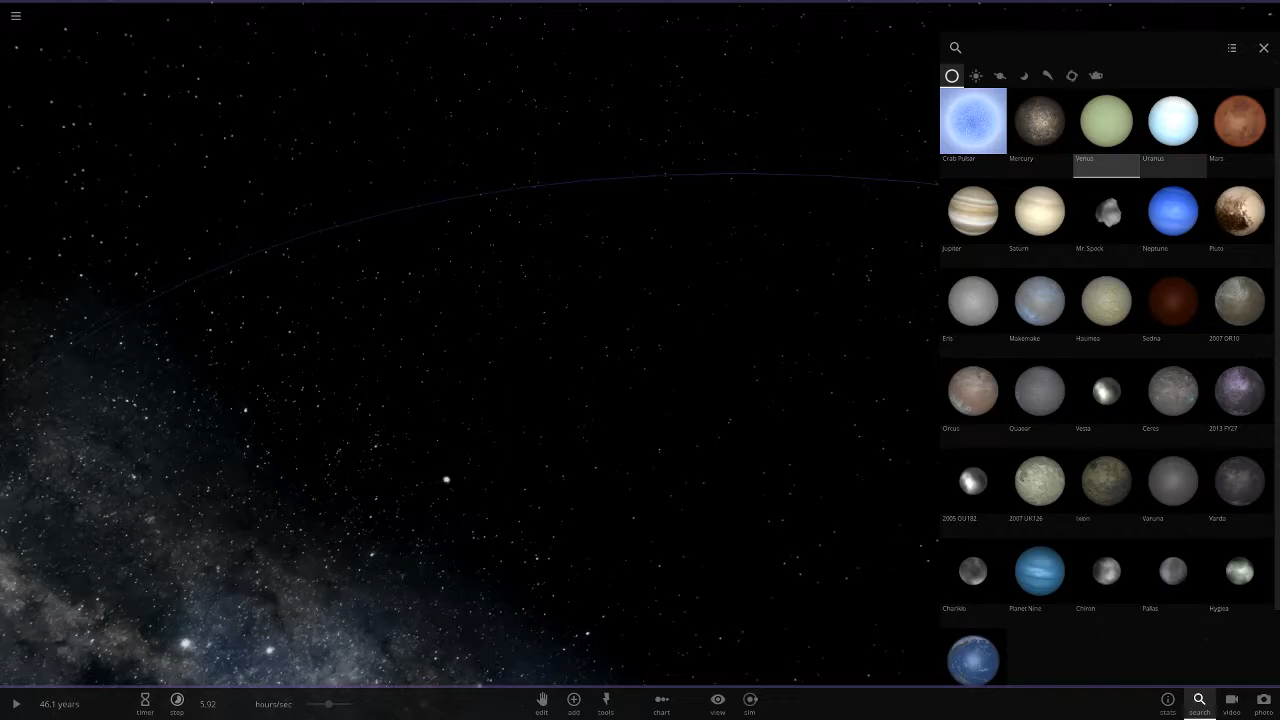 Crab Pulsar Mercury Venus Uranus Mars
Jupiter Saturn Mr. Spock Neptune Pluto
Eris Makemake Haumea Sedna 2007 OR10
Orcus Quaoar Vesta Ceres 2013 FY27
2005 QU182 2007 UK126 Ixion Varuna Varda
Chariklo Planet Nine Chiron Pallas Hygiea
46.1 years timer step 5.92 hours/sec edit add tools chart view sim stats search video photo